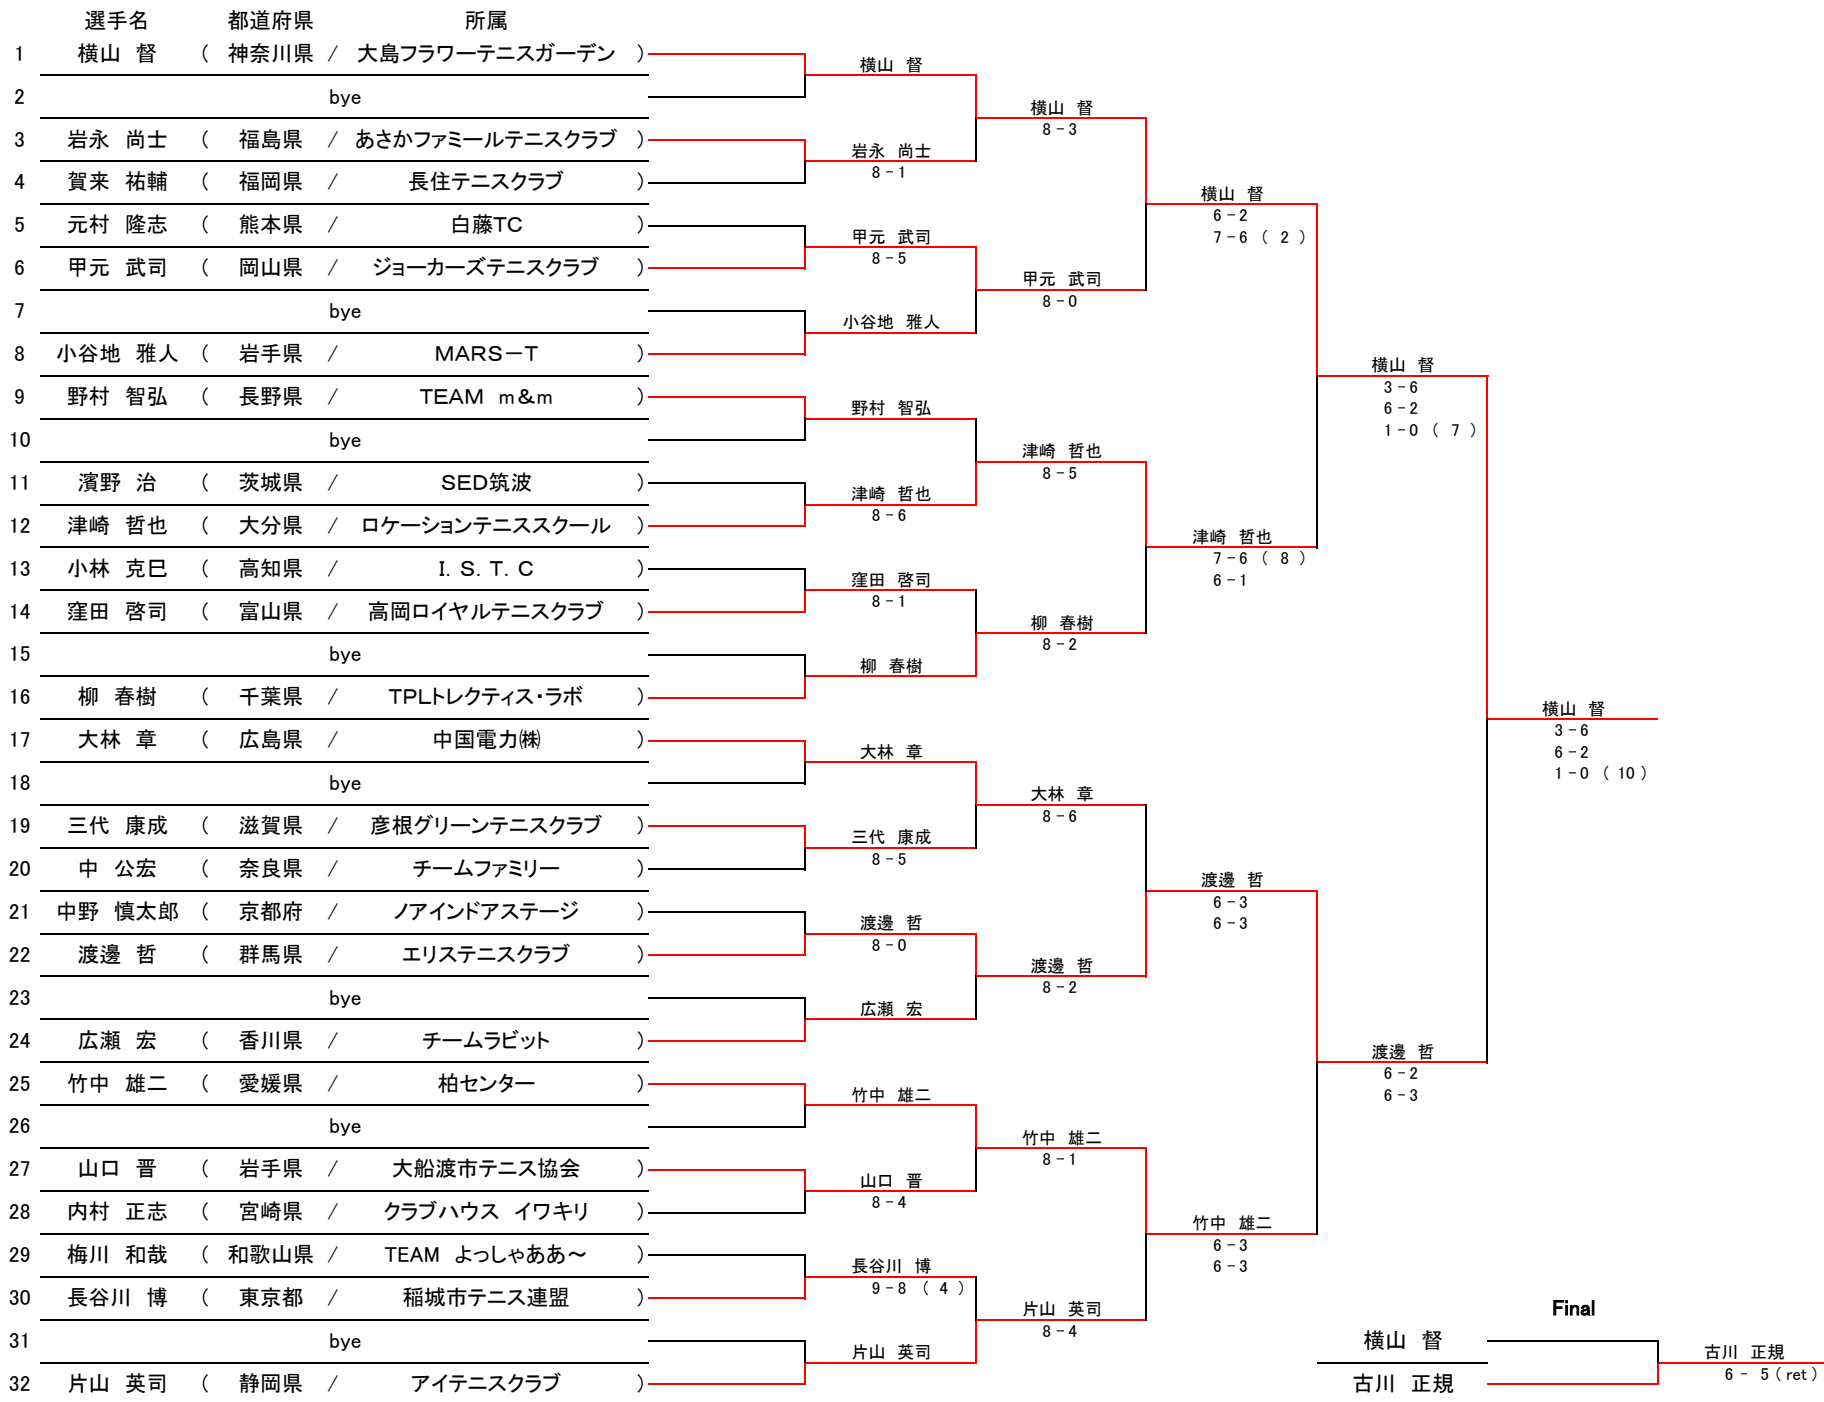 選手名 都道府県 所属
1 横山 督 ( 神奈川県 / 大島フラワーテニスガーデン )
2 bye
3 岩永 尚士 ( 福島県 / あさかファミールテニスクラブ )
4 賀来 祐輔 ( 福岡県 / 長住テニスクラブ )
5 元村 隆志 ( 熊本県 / 白藤TC )
6 甲元 武司 ( 岡山県 / ジョーカーズテニスクラブ )
7 bye
8 小谷地 雅人 ( 岩手県 / MARS－T )
9 野村 智弘 ( 長野県 / TEAM m&m )
10 bye
11 濱野 治 ( 茨城県 / SED筑波 )
12 津崎 哲也 ( 大分県 / ロケーションテニススクール )
13 小林 克巳 ( 高知県 / I. S. T. C )
14 窪田 啓司 ( 富山県 / 高岡ロイヤルテニスクラブ )
15 bye
16 柳 春樹 ( 千葉県 / TPLトレクティス・ラボ )
17 大林 章 ( 広島県 / 中国電力㈱ )
18 bye
19 三代 康成 ( 滋賀県 / 彦根グリーンテニスクラブ )
20 中 公宏 ( 奈良県 / チームファミリー )
21 中野 慎太郎 ( 京都府 / ノアインドアステージ )
22 渡邊 哲 ( 群馬県 / エリステニスクラブ )
23 bye
24 広瀬 宏 ( 香川県 / チームラビット )
25 竹中 雄二 ( 愛媛県 / 柏センター )
26 bye
27 山口 晋 ( 岩手県 / 大船渡市テニス協会 )
28 内村 正志 ( 宮崎県 / クラブハウス イワキリ )
29 梅川 和哉 ( 和歌山県 / TEAM よっしゃああ～ )
30 長谷川 博 ( 東京都 / 稲城市テニス連盟 )
31 bye
32 片山 英司 ( 静岡県 / アイテニスクラブ )
横山 督
岩永 尚士
8-1
甲元 武司
8-5
小谷地 雅人
野村 智弘
津崎 哲也
8-6
窪田 啓司
8-1
柳 春樹
大林 章
三代 康成
8-5
渡邊 哲
8-0
広瀬 宏
竹中 雄二
山口 晋
8-4
長谷川 博
9-8 ( 4 )
片山 英司
横山 督
8-3
甲元 武司
8-0
津崎 哲也
8-5
柳 春樹
8-2
大林 章
8-6
渡邊 哲
8-2
竹中 雄二
8-1
片山 英司
8-4
横山 督
6-2
7-6 ( 2 )
津崎 哲也
7-6 ( 8 )
6-1
渡邊 哲
6-3
6-3
竹中 雄二
6-3
6-3
横山 督
3-6
6-2
1-0 ( 7 )
渡邊 哲
6-2
6-3
横山 督
3-6
6-2
1-0 ( 10 )
Final
横山 督
古川 正規
古川 正規
6 - 5 ( ret )